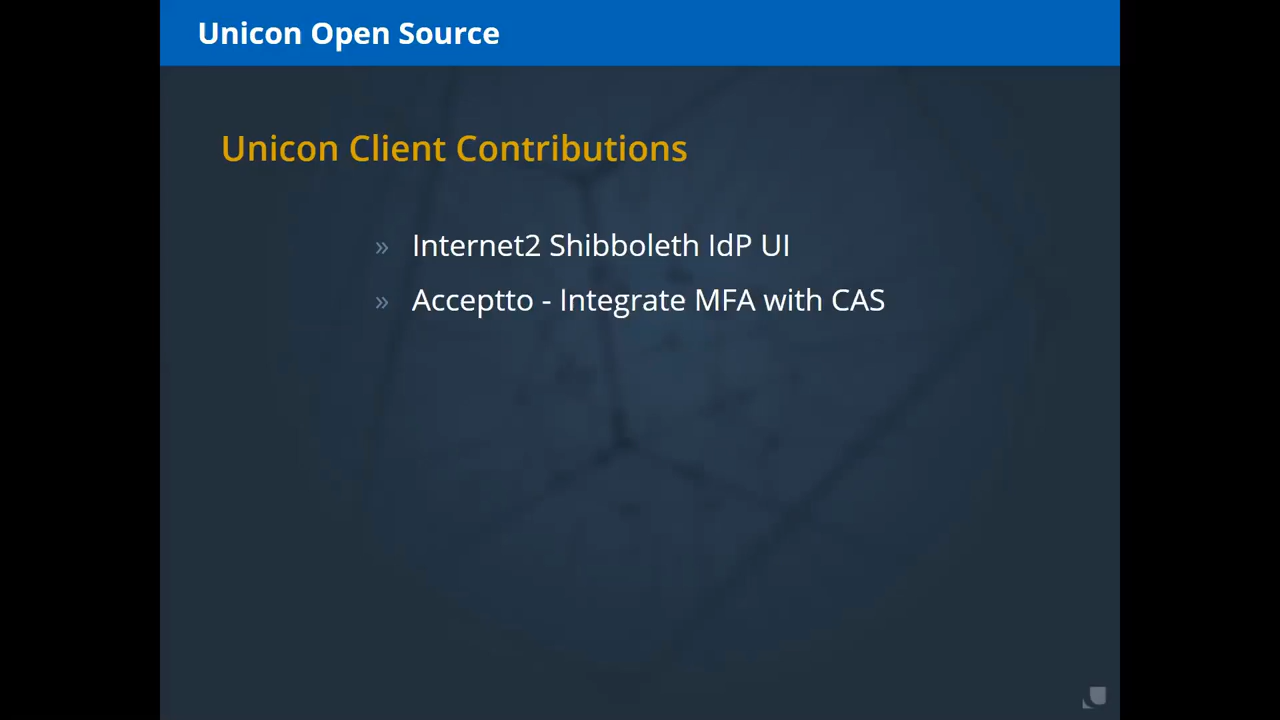 Unicon Open Source
Unicon Client Contributions
» Internet2 Shibboleth IdP UI
» Acceptto - Integrate MFA with CAS